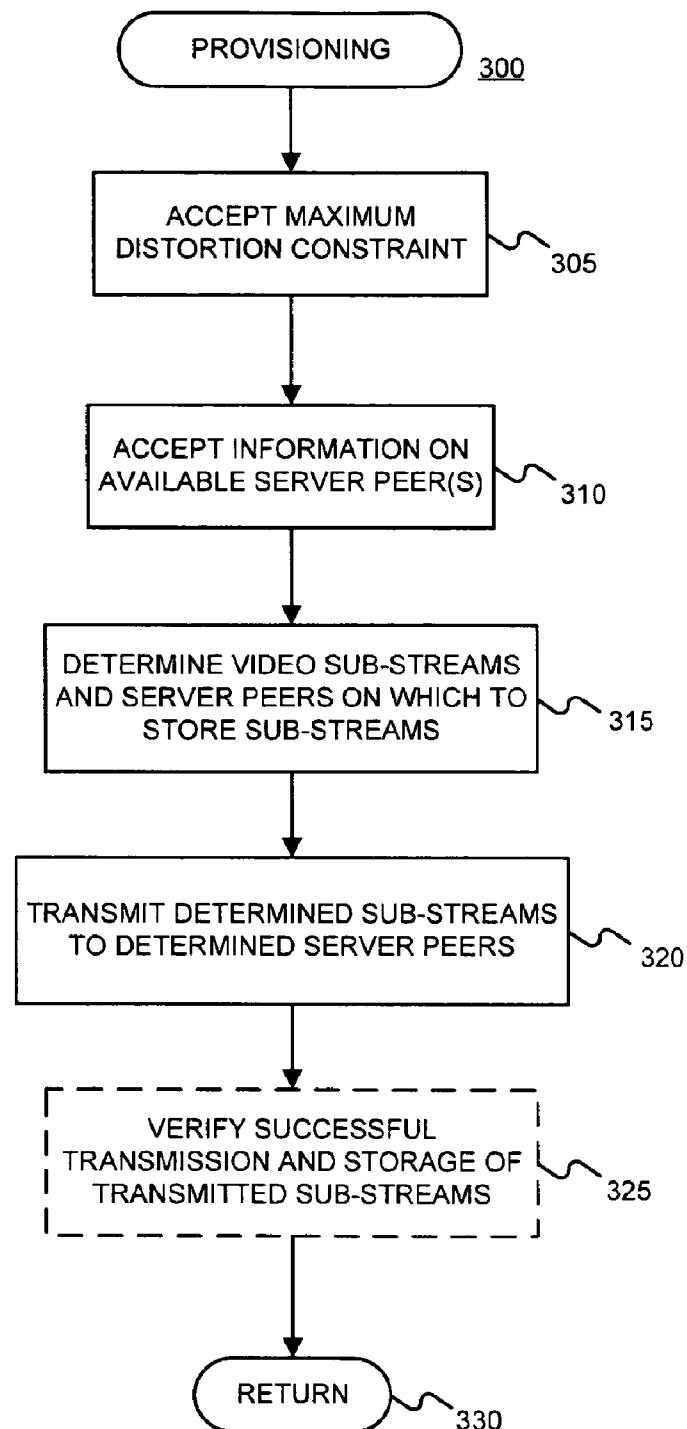 PROVISIONING
300
ACCEPT MAXIMUM
DISTORTION CONSTRAINT
305
ACCEPT INFORMATION ON
AVAILABLE SERVER PEER(S)
310
DETERMINE VIDEO SUB-STREAMS
AND SERVER PEERS ON WHICH TO
STORE SUB-STREAMS
315
TRANSMIT DETERMINED SUB-STREAMS
TO DETERMINED SERVER PEERS
320
VERIFY SUCCESSFUL
TRANSMISSION AND STORAGE OF
TRANSMITTED SUB-STREAMS
325
RETURN
330